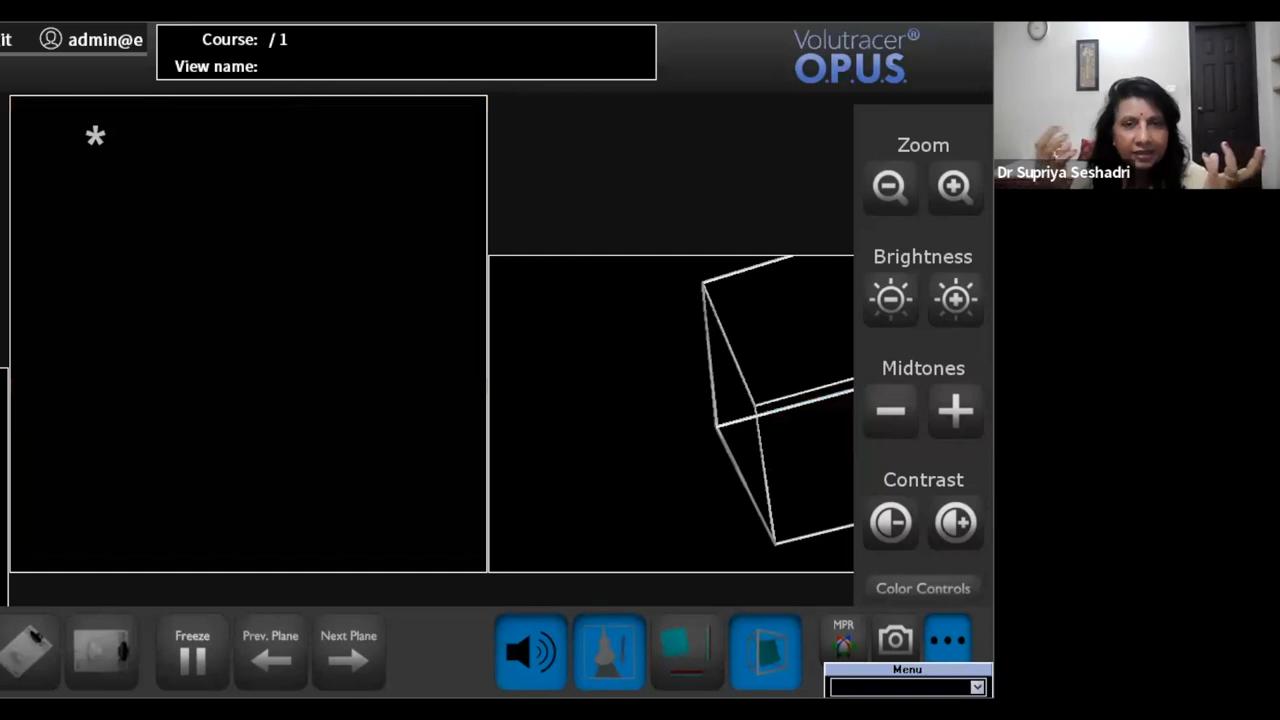 it
admin@e
Course: / 1
View name:
Volutracer®
O.P.U.S.
Dr Supriya Seshadri
*
Zoom
Brightness
Midtones
Contrast
Color Controls
Freeze
Prev. Plane
Next Plane
MPR
Menu